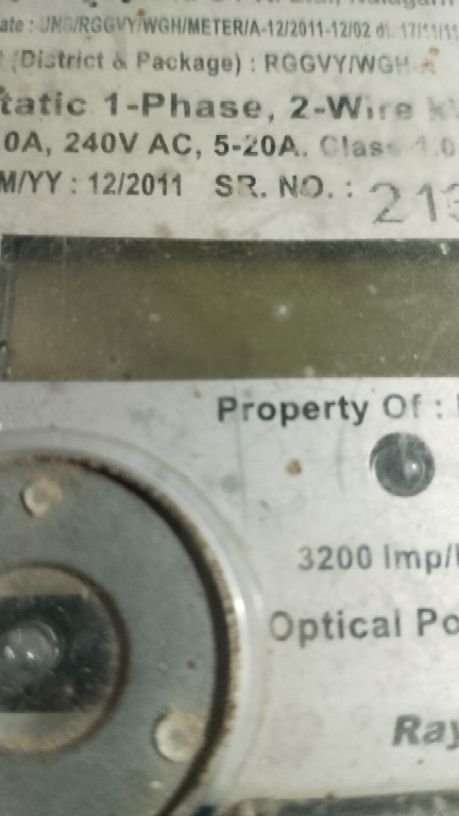 ate : UNG/RGGVY/WGH/METER/A-12/2011-12/02 dt. 17/11/11
(District & Package) : RGGVY/WGH-
tatic 1-Phase, 2-Wire k
0A, 240V AC, 5-20A. Class 1.0
M/YY : 12/2011 SR. NO. : 213
Property Of :
3200 Imp/
Optical Po
Ray